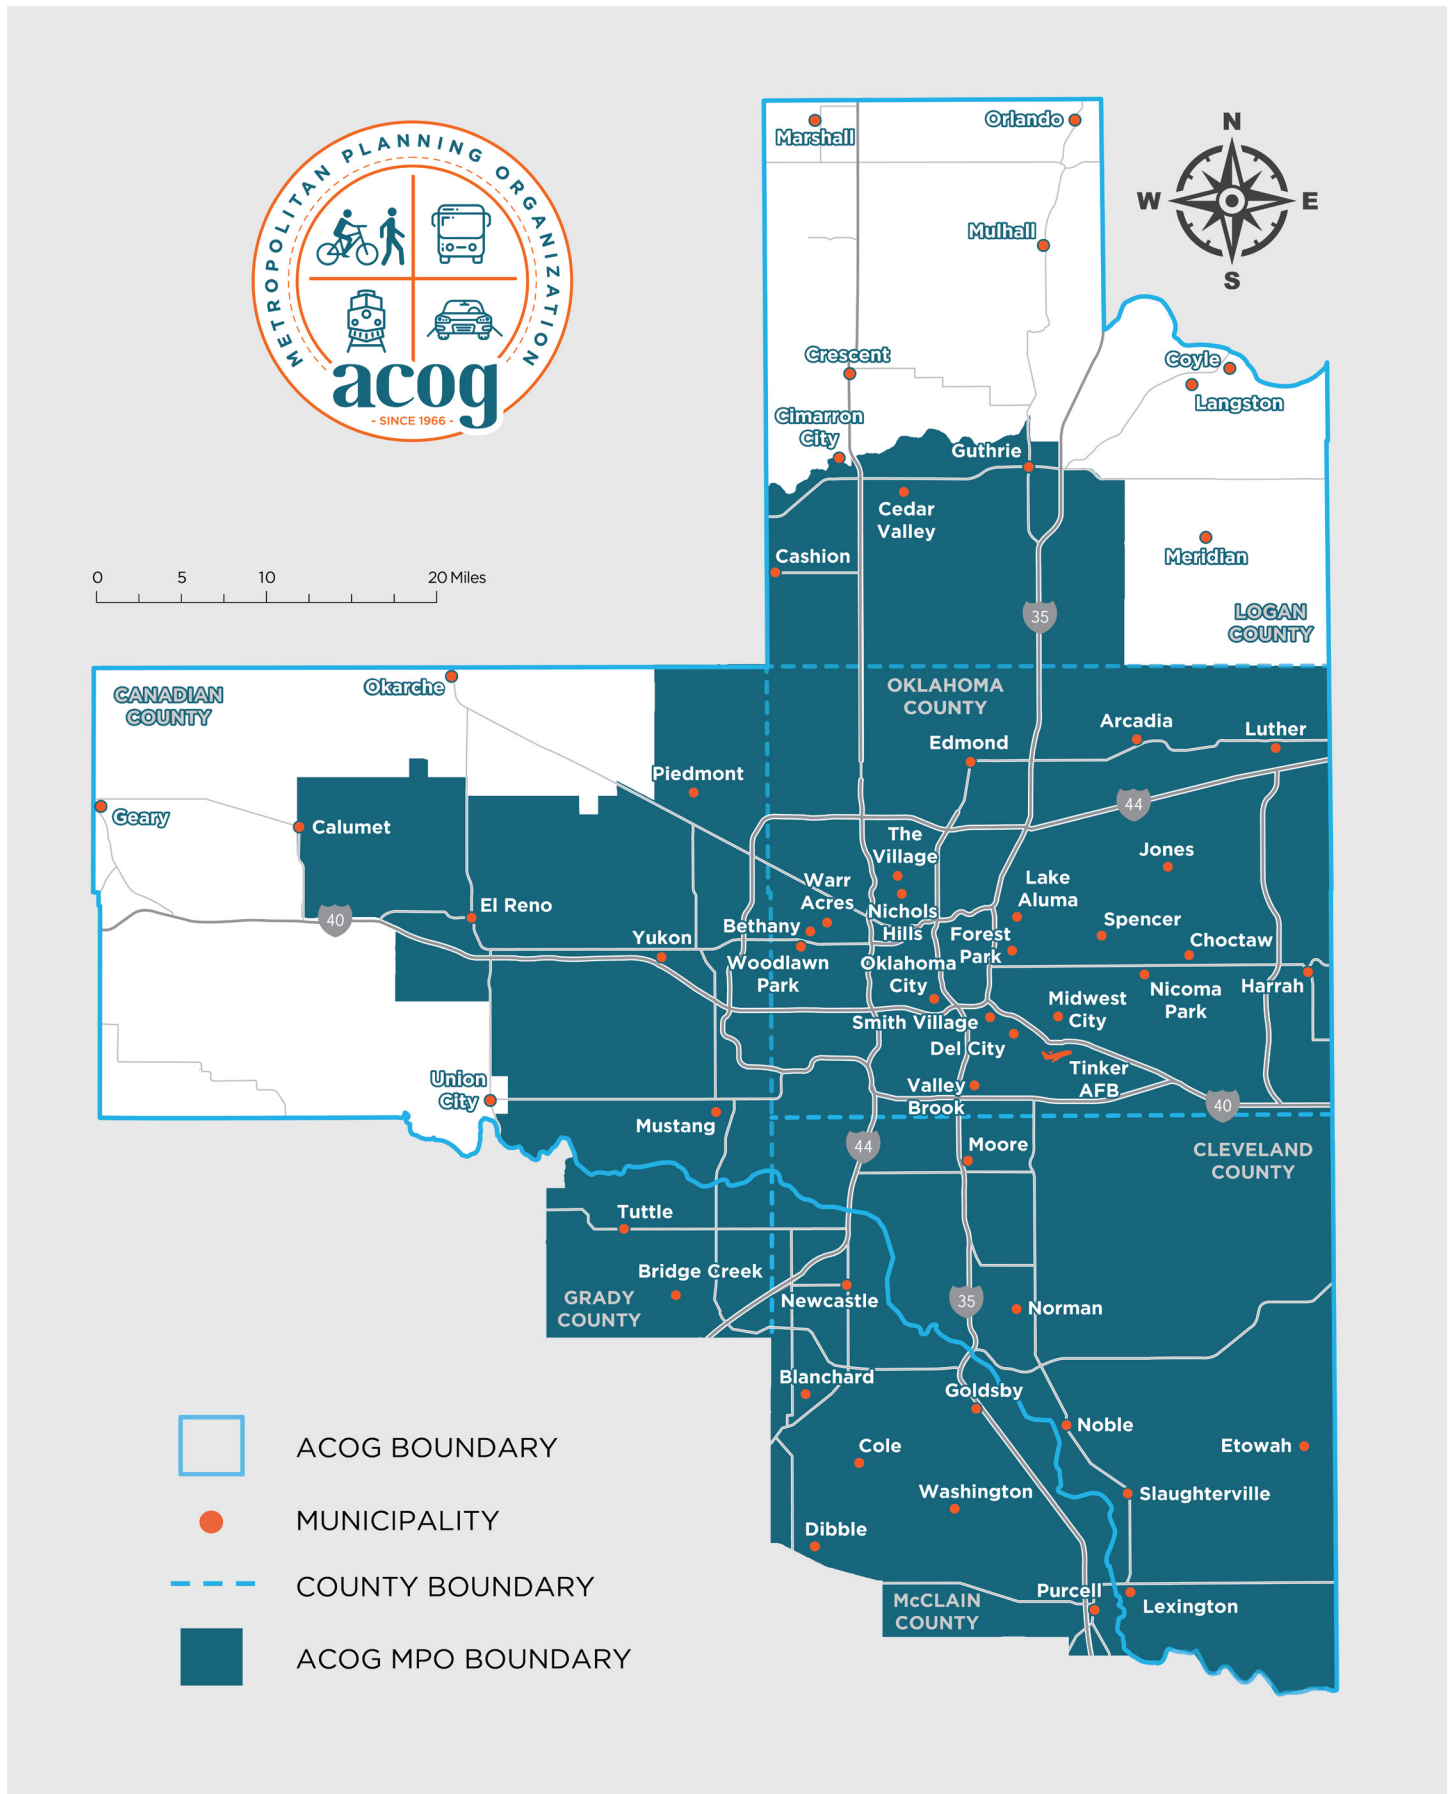 METROPOLITAN PLANNING ORGANIZATION
acog
- SINCE 1966 -
N
W
E
S
Marshall
Orlando
Mulhall
Crescent
Coyle
Langston
Cimarron
City
Guthrie
Cedar
Valley
Meridian
Cashion
0 5 10 20 Miles
35
LOGAN
COUNTY
CANADIAN
COUNTY
Okarche
OKLAHOMA
COUNTY
Arcadia
Luther
Edmond
Piedmont
44
Geary
Calumet
The
Village
Jones
Lake
Aluma
Warr
Acres
El Reno
40
Nichols
Hills
Spencer
Bethany
Forest
Park
Choctaw
Yukon
Woodlawn
Park
Oklahoma
City
Harrah
Nicoma
Park
Midwest
City
Smith Village
Del City
Tinker
AFB
Union
City
Valley
Brook
40
Mustang
44
Moore
CLEVELAND
COUNTY
Tuttle
Bridge Creek
GRADY
COUNTY
Newcastle
35
Norman
Blanchard
Goldsby
Noble
Etowah
Cole
Washington
Slaughterville
Dibble
Purcell
McCLAIN
COUNTY
Lexington
ACOG BOUNDARY
MUNICIPALITY
COUNTY BOUNDARY
ACOG MPO BOUNDARY